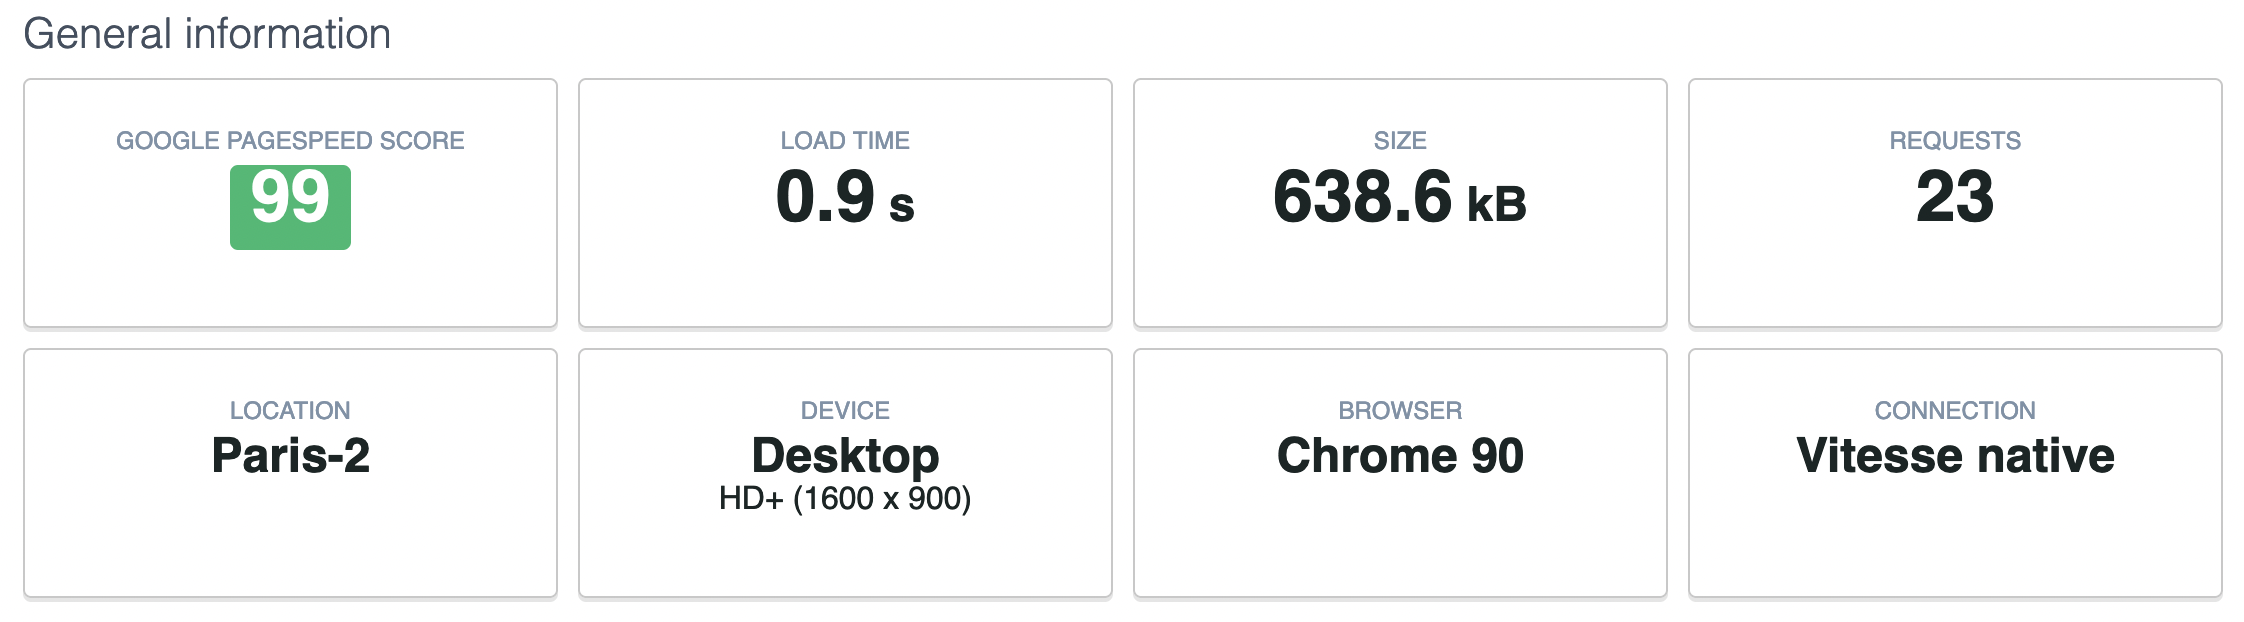 General information
GOOGLE PAGESPEED SCORE
99
LOAD TIME
0.9 s
SIZE
638.6 kB
REQUESTS
23
LOCATION
Paris-2
DEVICE
Desktop
HD+ (1600 x 900)
BROWSER
Chrome 90
CONNECTION
Vitesse native